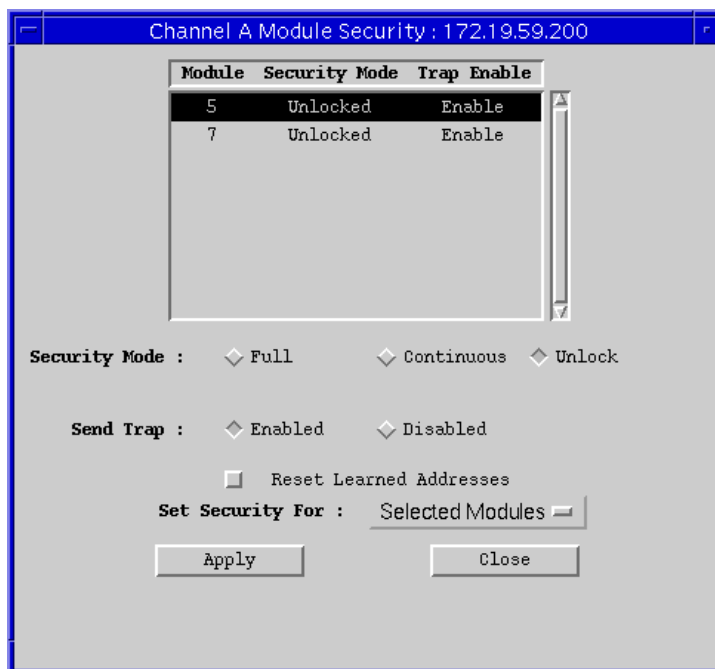 Channel A Module Security : 172.19.59.200
Module Security Mode Trap Enable
5 Unlocked Enable
7 Unlocked Enable
Security Mode : Full Continuous Unlock
Send Trap : Enabled Disabled
Reset Learned Addresses
Set Security For : Selected Modules
Apply Close